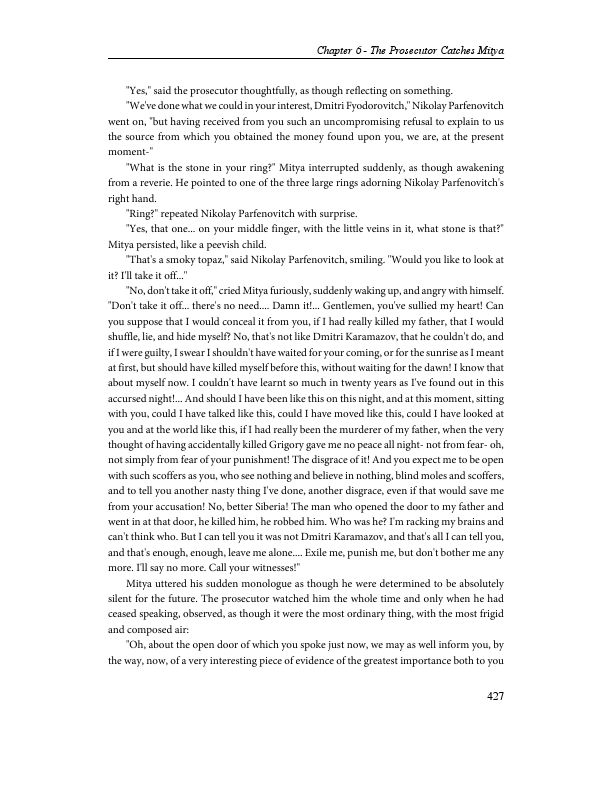 Chapter 6 - The Prosecutor Catches Mitya
"Yes," said the prosecutor thoughtfully, as though reflecting on something.
"We've done what we could in your interest, Dmitri Fyodorovitch," Nikolay Parfenovitch
went on, "but having received from you such an uncompromising refusal to explain to us
the source from which you obtained the money found upon you, we are, at the present
moment-"
"What is the stone in your ring?" Mitya interrupted suddenly, as though awakening
from a reverie. He pointed to one of the three large rings adorning Nikolay Parfenovitch's
right hand.
"Ring?" repeated Nikolay Parfenovitch with surprise.
"Yes, that one... on your middle finger, with the little veins in it, what stone is that?"
Mitya persisted, like a peevish child.
"That's a smoky topaz," said Nikolay Parfenovitch, smiling. "Would you like to look at
it? I'll take it off..."
"No, don't take it off," cried Mitya furiously, suddenly waking up, and angry with himself.
"Don't take it off... there's no need.... Damn it!... Gentlemen, you've sullied my heart! Can
you suppose that I would conceal it from you, if I had really killed my father, that I would
shuffle, lie, and hide myself? No, that's not like Dmitri Karamazov, that he couldn't do, and
if I were guilty, I swear I shouldn't have waited for your coming, or for the sunrise as I meant
at first, but should have killed myself before this, without waiting for the dawn! I know that
about myself now. I couldn't have learnt so much in twenty years as I've found out in this
accursed night!... And should I have been like this on this night, and at this moment, sitting
with you, could I have talked like this, could I have moved like this, could I have looked at
you and at the world like this, if I had really been the murderer of my father, when the very
thought of having accidentally killed Grigory gave me no peace all night- not from fear- oh,
not simply from fear of your punishment! The disgrace of it! And you expect me to be open
with such scoffers as you, who see nothing and believe in nothing, blind moles and scoffers,
and to tell you another nasty thing I've done, another disgrace, even if that would save me
from your accusation! No, better Siberia! The man who opened the door to my father and
went in at that door, he killed him, he robbed him. Who was he? I'm racking my brains and
can't think who. But I can tell you it was not Dmitri Karamazov, and that's all I can tell you,
and that's enough, enough, leave me alone.... Exile me, punish me, but don't bother me any
more. I'll say no more. Call your witnesses!"
Mitya uttered his sudden monologue as though he were determined to be absolutely
silent for the future. The prosecutor watched him the whole time and only when he had
ceased speaking, observed, as though it were the most ordinary thing, with the most frigid
and composed air:
"Oh, about the open door of which you spoke just now, we may as well inform you, by
the way, now, of a very interesting piece of evidence of the greatest importance both to you
427